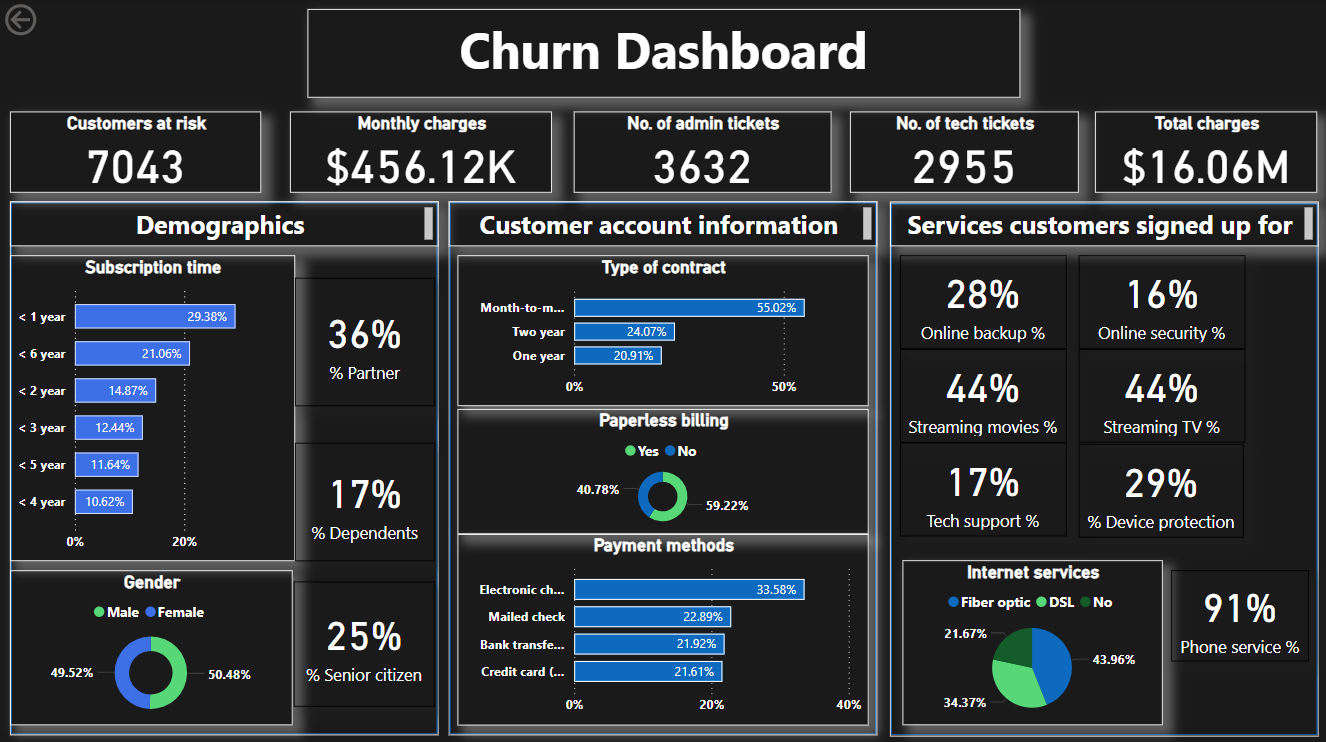 Churn Dashboard
Customers at risk
7043
Monthly charges
$456.12K
No. of admin tickets
3632
No. of tech tickets
2955
Total charges
$16.06M
Demographics
Subscription time
< 1 year 29.38%
< 6 year 21.06%
< 2 year 14.87%
< 3 year 12.44%
< 5 year 11.64%
< 4 year 10.62%
0% 20%
36%
% Partner
17%
% Dependents
25%
% Senior citizen
Gender
Male Female
49.52% 50.48%
Customer account information
Type of contract
Month-to-m... 55.02%
Two year 24.07%
One year 20.91%
0% 50%
Paperless billing
Yes No
40.78% 59.22%
Payment methods
Electronic ch... 33.58%
Mailed check 22.89%
Bank transfe... 21.92%
Credit card (... 21.61%
0% 20% 40%
Services customers signed up for
28%
Online backup %
16%
Online security %
44%
Streaming movies %
44%
Streaming TV %
17%
Tech support %
29%
% Device protection
Internet services
Fiber optic DSL No
21.67%
43.96%
34.37%
91%
Phone service %